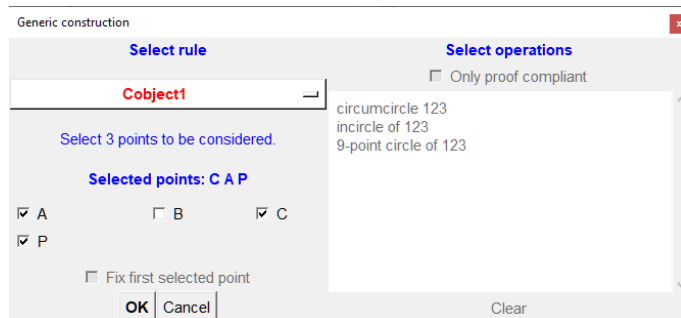 Generic construction
x
Select rule
Select operations
Only proof compliant
Cobject1
circumcircle 123
incircle of 123
9-point circle of 123
Select 3 points to be considered.
Selected points: C A P
A
B
C
P
Fix first selected point
OK
Cancel
Clear